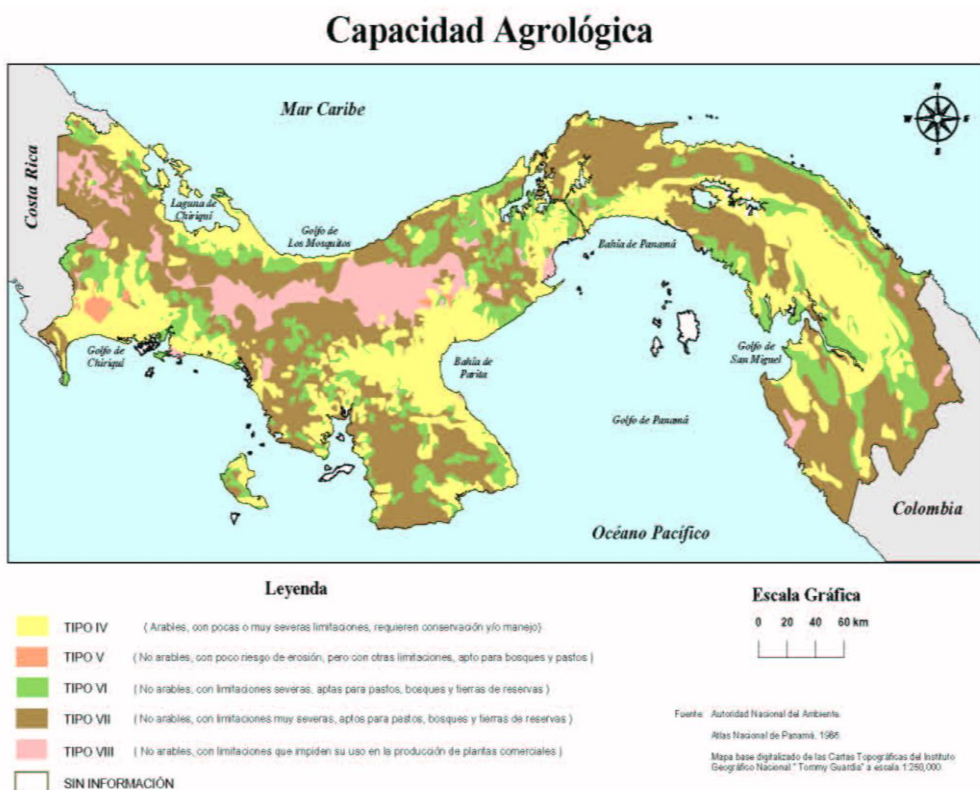 Capacidad Agrológica
Mar Caribe
N
W
E
S
Costa Rica
Laguna de
Chiriquí
Golfo de
Los Mosquitos
Bahía de Panamá
Golfo de
Chiriquí
Bahía de
Parita
Golfo de
San Miguel
Golfo de Panamá
Colombia
Océano Pacífico
Leyenda
TIPO IV ( Arables, con pocas o muy severas limitaciones, requieren conservación y/o manejo)
TIPO V ( No arables, con poco riesgo de erosión, pero con otras limitaciones, apto para bosques y pastos )
TIPO VI ( No arables, con limitaciones severas, aptas para pastos, bosques y tierras de reservas )
TIPO VII ( No arables, con limitaciones muy severas, aptos para pastos, bosques y tierras de reservas )
TIPO VIII ( No arables, con limitaciones que impiden su uso en la producción de plantas comerciales )
SIN INFORMACIÓN
Escala Gráfica
0 20 40 60 km
Fuente: Autoridad Nacional del Ambiente.
Atlas Nacional de Panamá, 1986.
Mapa base digitalizado de las Cartas Topográficas del Instituto
Geográfico Nacional " Tommy Guardia" a escala 1:250,000.